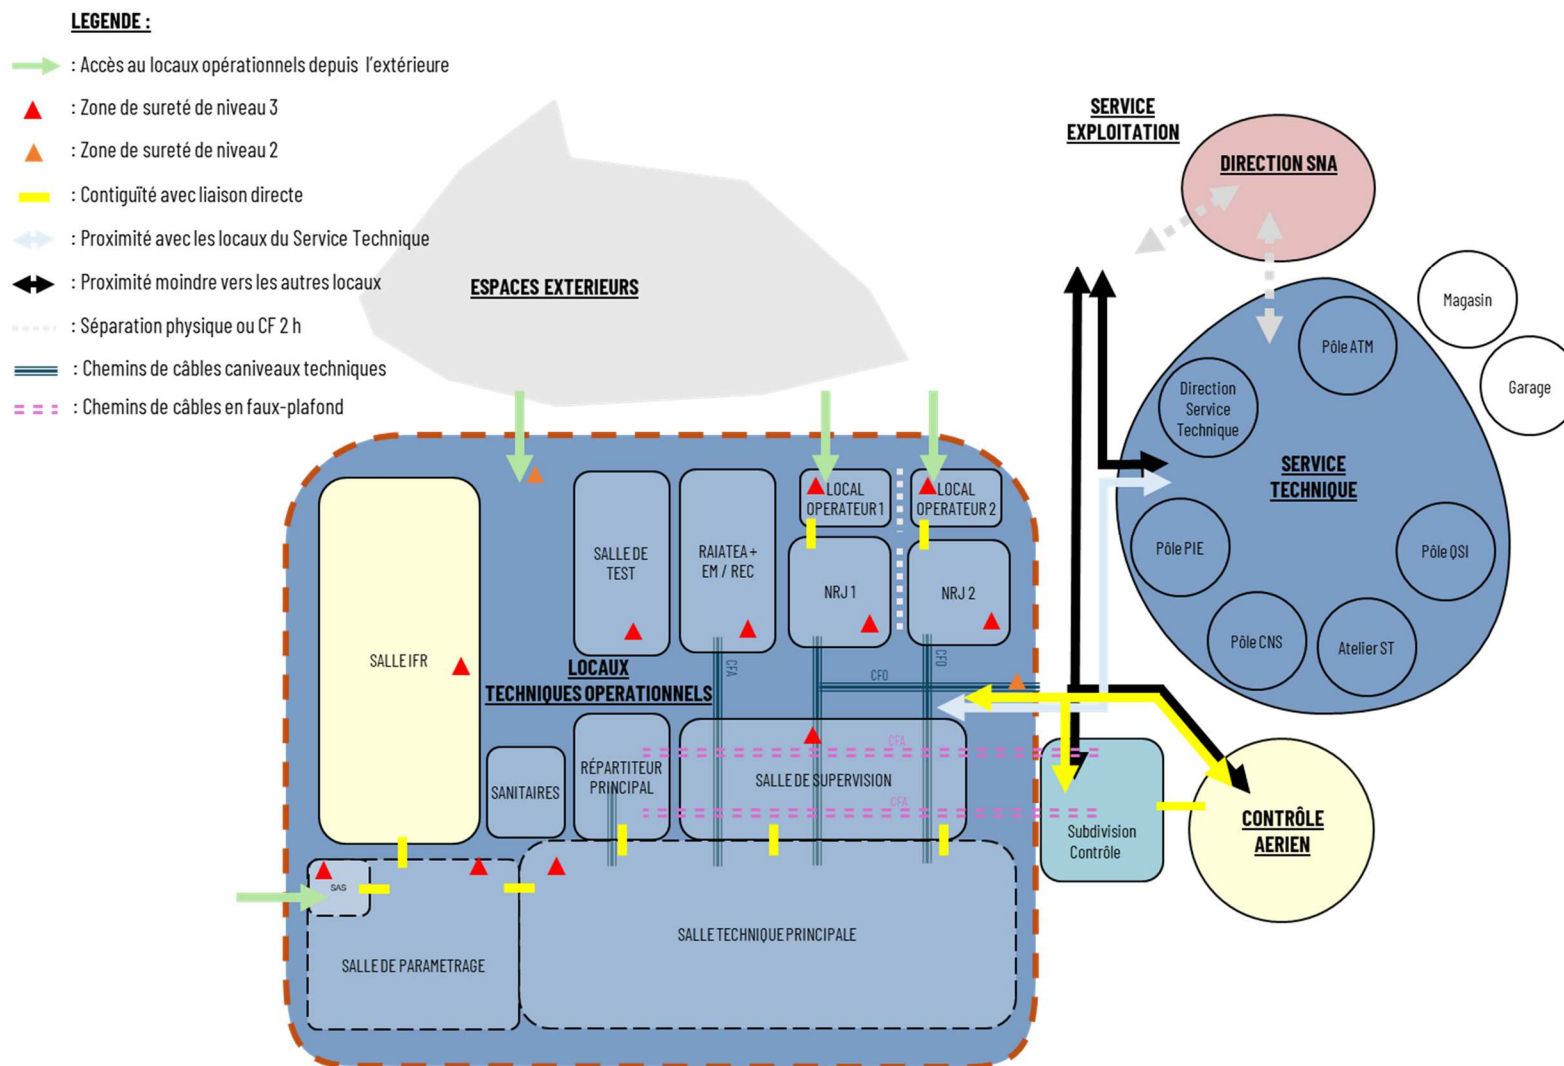 LEGENDE :
: Accès au locaux opérationnels depuis l'extérieure
: Zone de sureté de niveau 3
: Zone de sureté de niveau 2
: Contiguïté avec liaison directe
: Proximité avec les locaux du Service Technique
: Proximité moindre vers les autres locaux
: Séparation physique ou CF 2 h
: Chemins de câbles caniveaux techniques
: Chemins de câbles en faux-plafond
ESPACES EXTERIEURS
SERVICE
EXPLOITATION
DIRECTION SNA
Magasin
Garage
Pôle ATM
Direction
Service
Technique
SERVICE
TECHNIQUE
Pôle PIE
Pôle QSI
Pôle CNS
Atelier ST
LOCAL
OPERATEUR 1
LOCAL
OPERATEUR 2
SALLE DE
TEST
RAIATEA +
EM / REC
NRJ 1
NRJ 2
SALLE IFR
LOCAUX
TECHNIQUES OPERATIONNELS
CFA
CFO
CFO
CFA
CFA
SANITAIRES
RÉPARTITEUR
PRINCIPAL
SALLE DE SUPERVISION
Subdivision
Contrôle
CONTRÔLE
AERIEN
SAS
SALLE DE PARAMETRAGE
SALLE TECHNIQUE PRINCIPALE